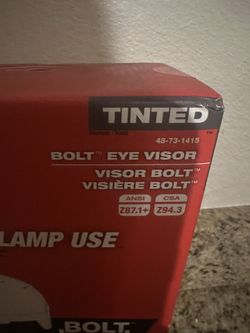 TINTED
48-73-1415
BOLT™ EYE VISOR
VISOR BOLT™
VISIÈRE BOLT™
ANSI
Z87.1+
CSA
Z94.3
LAMP USE
BOLT